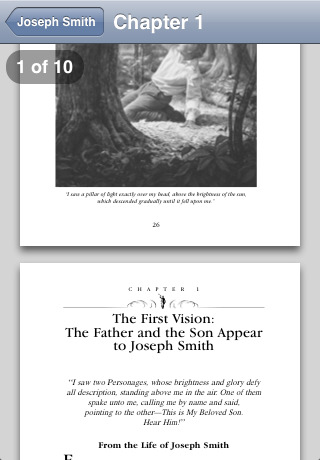 Joseph Smith
Chapter 1
1 of 10
"I saw a pillar of light exactly over my head, above the brightness of the sun,
which descended gradually until it fell upon me."
26
CHAPTER 1
The First Vision:
The Father and the Son Appear
to Joseph Smith
"I saw two Personages, whose brightness and glory defy
all description, standing above me in the air. One of them
spake unto me, calling me by name and said,
pointing to the other—This is My Beloved Son.
Hear Him!"
From the Life of Joseph Smith